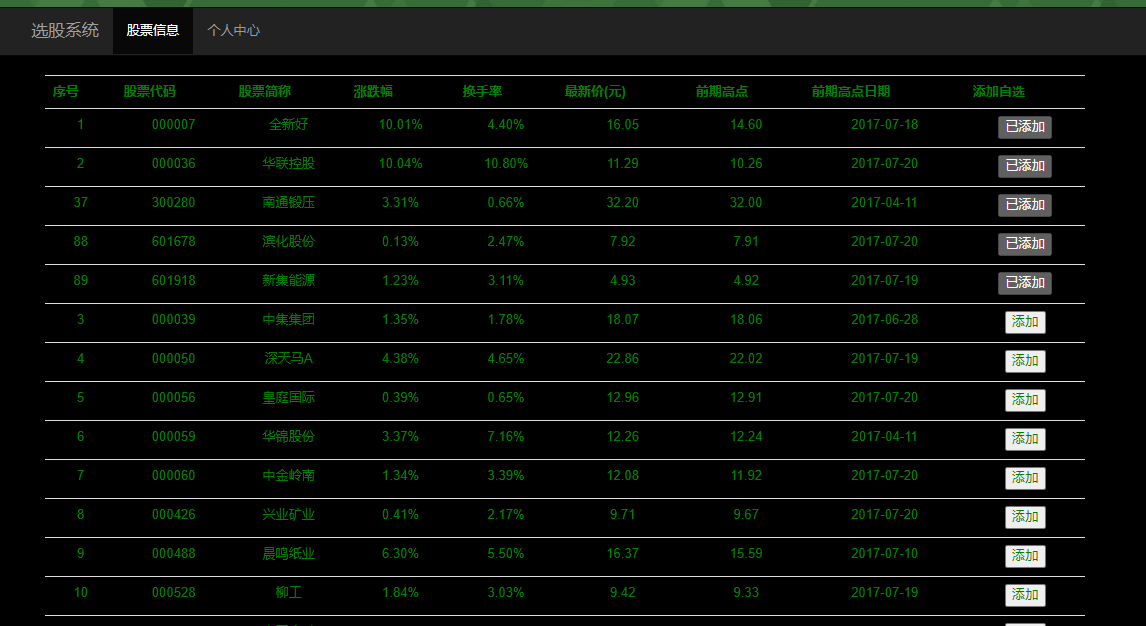 选股系统 股票信息 个人中心
序号 股票代码 股票简称 涨跌幅 换手率 最新价(元) 前期高点 前期高点日期 添加自选
1 000007 全新好 10.01% 4.40% 16.05 14.60 2017-07-18 已添加
2 000036 华联控股 10.04% 10.80% 11.29 10.26 2017-07-20 已添加
37 300280 南通锻压 3.31% 0.66% 32.20 32.00 2017-04-11 已添加
88 601678 滨化股份 0.13% 2.47% 7.92 7.91 2017-07-20 已添加
89 601918 新集能源 1.23% 3.11% 4.93 4.92 2017-07-19 已添加
3 000039 中集集团 1.35% 1.78% 18.07 18.06 2017-06-28 添加
4 000050 深天马A 4.38% 4.65% 22.86 22.02 2017-07-19 添加
5 000056 皇庭国际 0.39% 0.65% 12.96 12.91 2017-07-20 添加
6 000059 华锦股份 3.37% 7.16% 12.26 12.24 2017-04-11 添加
7 000060 中金岭南 1.34% 3.39% 12.08 11.92 2017-07-20 添加
8 000426 兴业矿业 0.41% 2.17% 9.71 9.67 2017-07-20 添加
9 000488 晨鸣纸业 6.30% 5.50% 16.37 15.59 2017-07-10 添加
10 000528 柳工 1.84% 3.03% 9.42 9.33 2017-07-19 添加